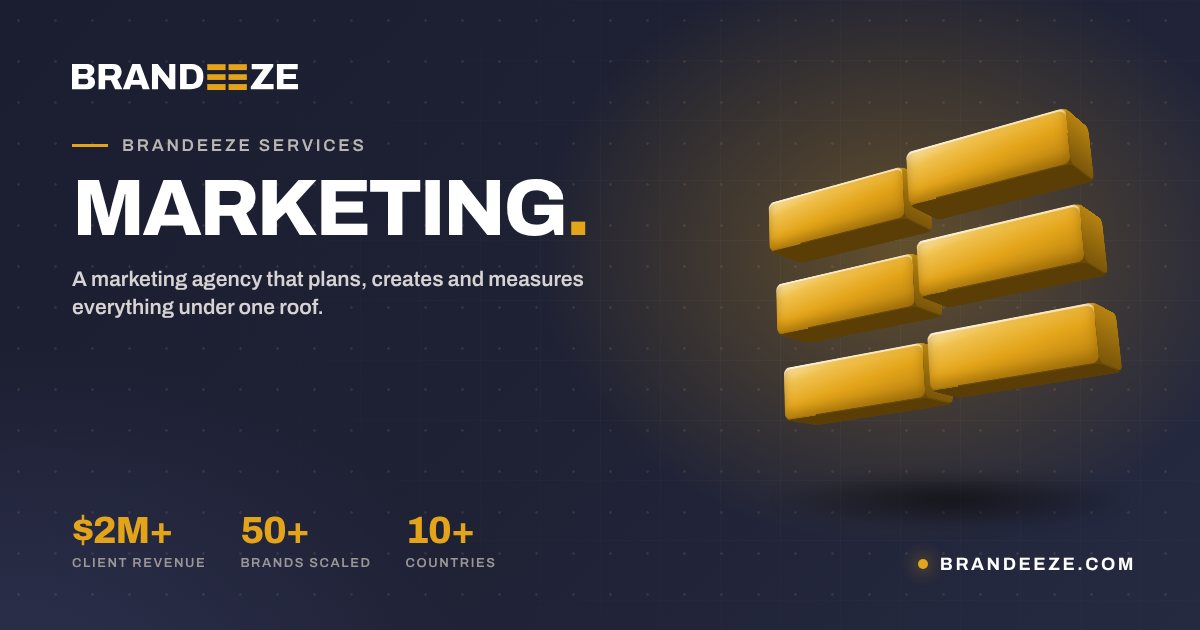 BRANDEEZE
BRANDEEZE SERVICES
MARKETING.
A marketing agency that plans, creates and measures
everything under one roof.
$2M+ 50+ 10+
CLIENT REVENUE BRANDS SCALED COUNTRIES
BRANDEEZE.COM